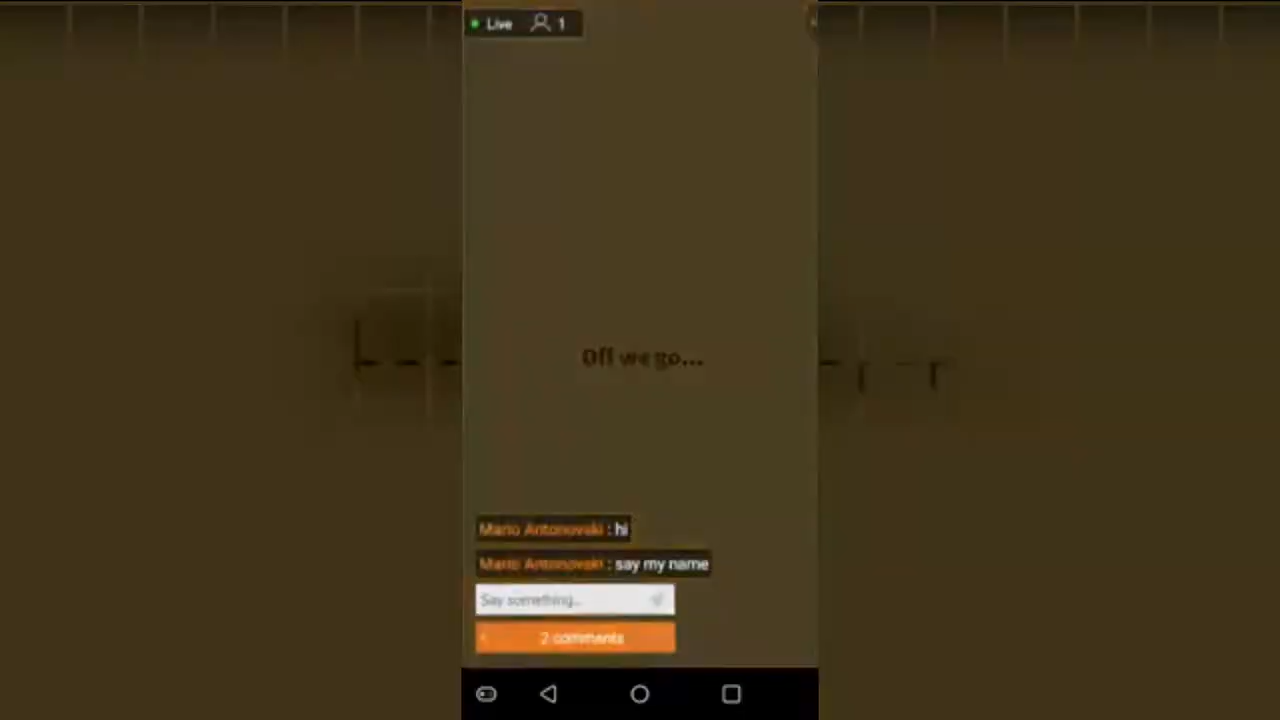 Live 1
Off we go...
Mario Antonovski : hi
Mario Antonovski : say my name
Say something...
2 comments